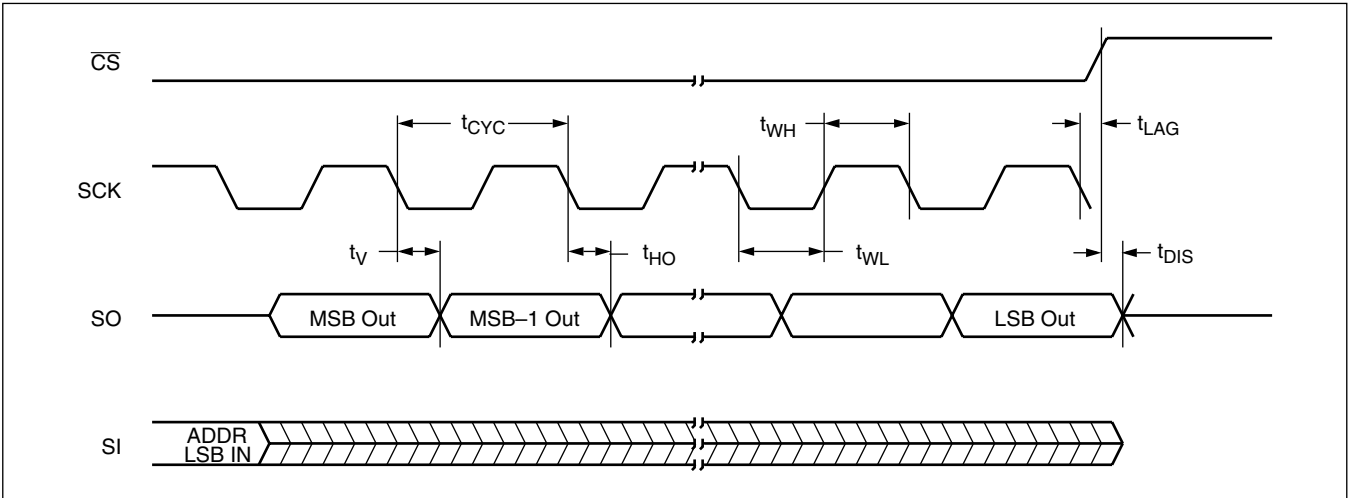 C̅S̅
tCYC
tWH
tLAG
SCK
tV
tHO
tWL
tDIS
SO
MSB Out
MSB–1 Out
LSB Out
SI
ADDR
LSB IN